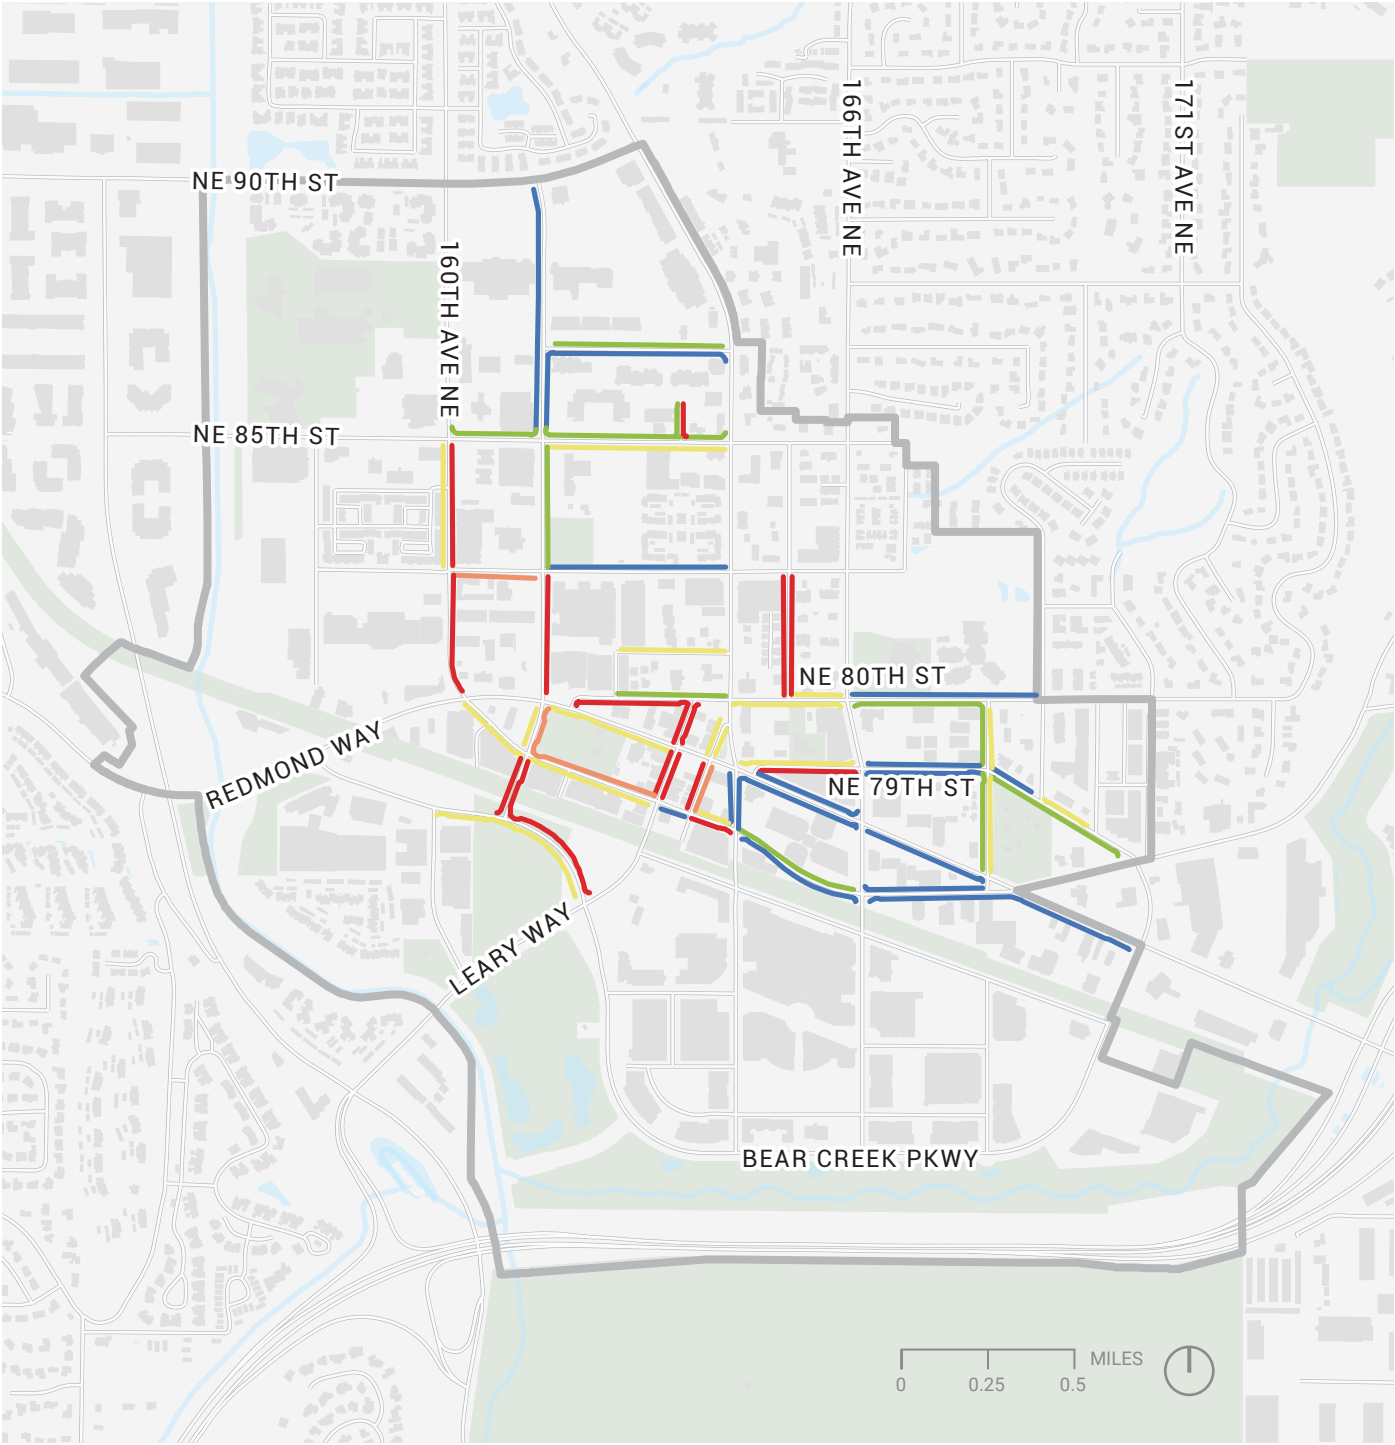 166TH AVE NE
171ST AVE NE
NE 90TH ST
160TH AVE NE
NE 85TH ST
NE 80TH ST
REDMOND WAY
NE 79TH ST
LEARY WAY
BEAR CREEK PKWY
MILES
0 0.25 0.5